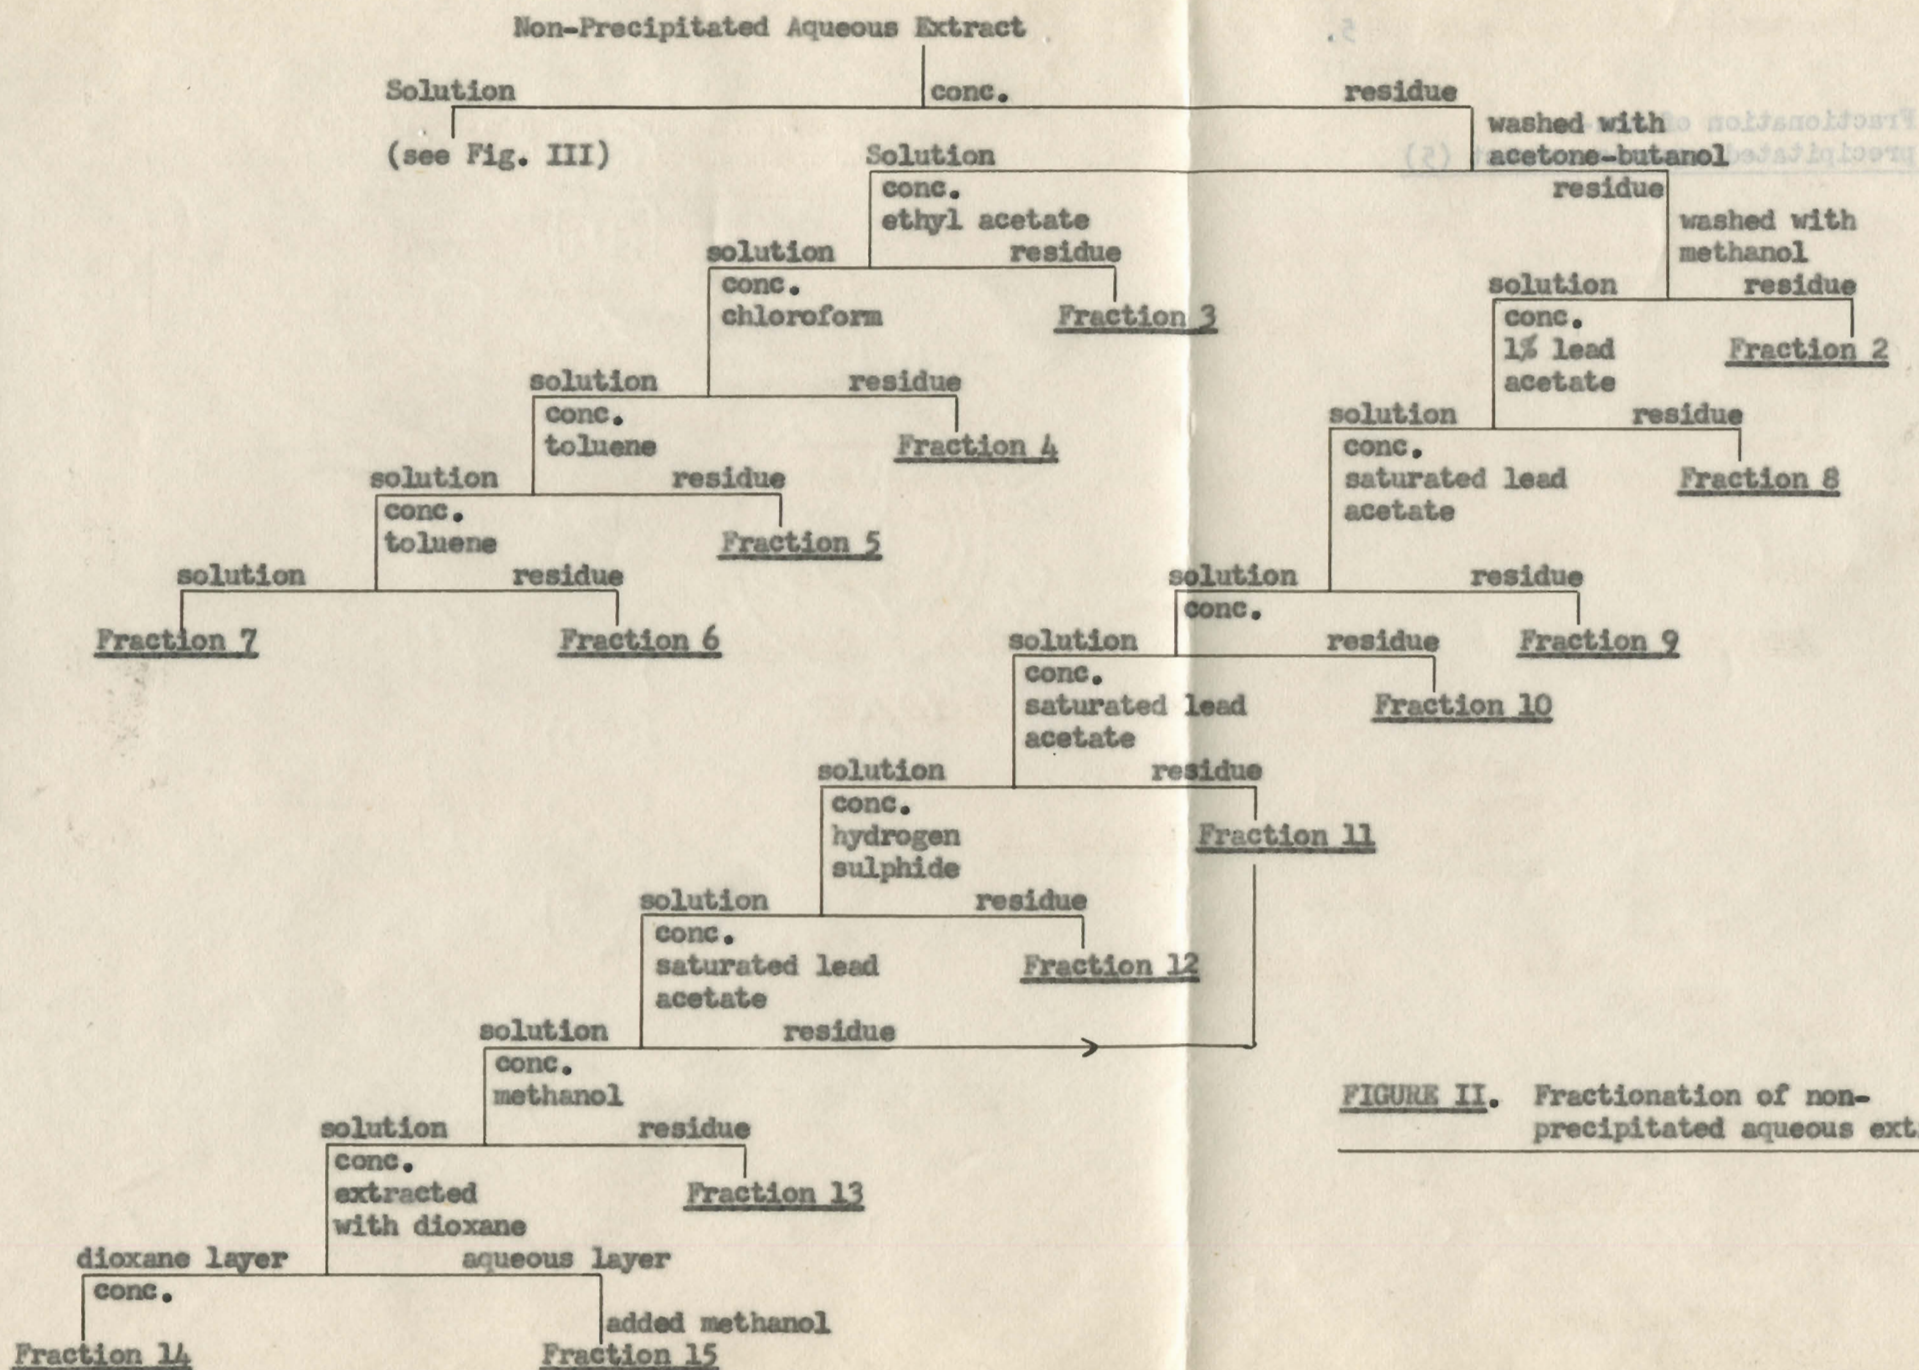 Non-Precipitated Aqueous Extract
Solution conc. residue
washed with
(see Fig. III) Solution acetone-butanol
conc. residue
ethyl acetate washed with
solution residue methanol
conc. solution residue
chloroform Fraction 3 conc.
1% lead Fraction 2
solution residue acetate
conc. solution residue
toluene Fraction 4 conc.
solution residue saturated lead Fraction 8
conc. acetate
toluene Fraction 5
solution residue solution residue
conc.
Fraction 7 Fraction 6 solution residue Fraction 9
conc.
saturated lead Fraction 10
acetate
solution residue
conc.
hydrogen Fraction 11
sulphide
solution residue
conc.
saturated lead Fraction 12
acetate
solution residue
conc.
methanol FIGURE II. Fractionation of non-
solution residue precipitated aqueous ext.
conc.
extracted Fraction 13
with dioxane
dioxane layer aqueous layer
conc.
added methanol
Fraction 14 Fraction 15